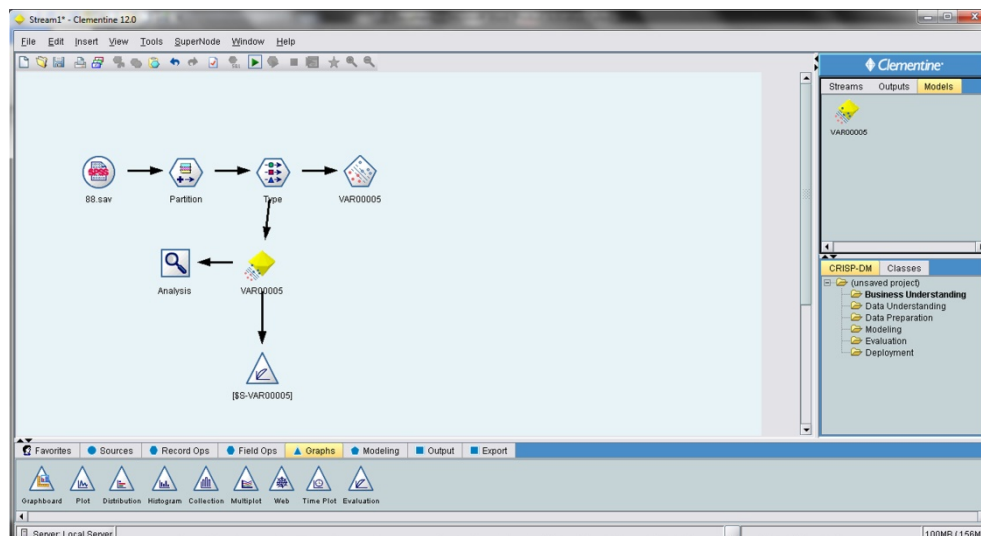 Stream1* - Clementine 12.0
File Edit Insert View Tools SuperNode Window Help
Clementine
Streams Outputs Models
VAR00005
SPSS
88.sav
Partition
Type
VAR00005
Analysis
VAR00005
[$S-VAR00005]
CRISP-DM Classes
(unsaved project)
Business Understanding
Data Understanding
Data Preparation
Modeling
Evaluation
Deployment
Favorites Sources Record Ops Field Ops Graphs Modeling Output Export
Graphboard Plot Distribution Histogram Collection Multiplot Web Time Plot Evaluation
Server: Local Server
100MB / 156M